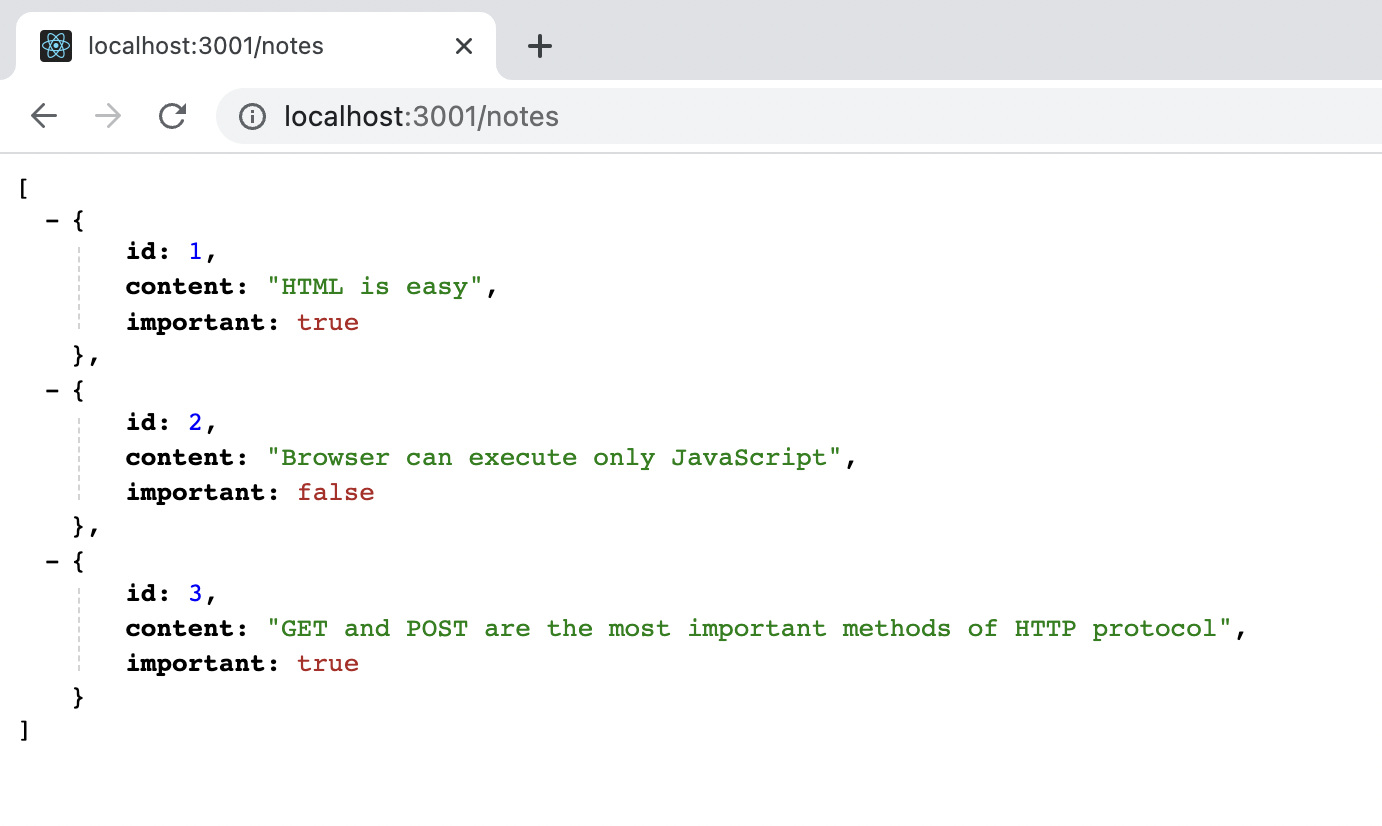 localhost:3001/notes
localhost:3001/notes
[
- {
id: 1,
content: "HTML is easy",
important: true
},
- {
id: 2,
content: "Browser can execute only JavaScript",
important: false
},
- {
id: 3,
content: "GET and POST are the most important methods of HTTP protocol",
important: true
}
]